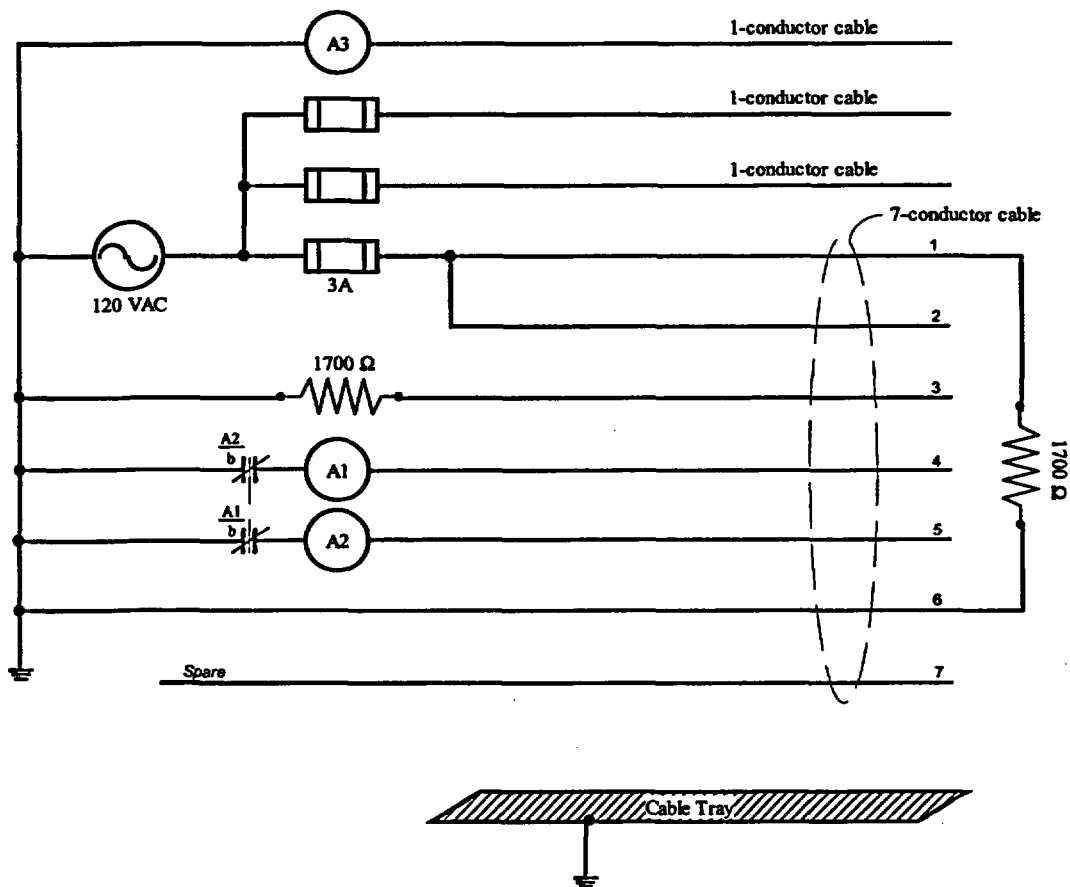 A3
1-conductor cable
1-conductor cable
1-conductor cable
7-conductor cable
1
120 VAC
3A
2
1700 Ω
3
A2
b
A1
4
1700 Ω
A1
b
A2
5
6
Spare
7
Cable Tray